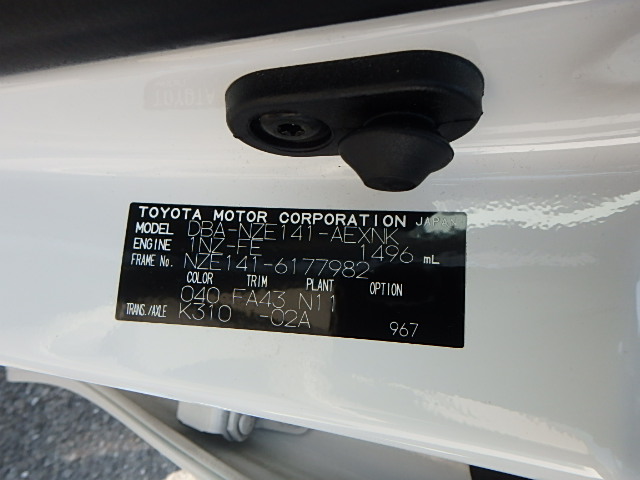 TOYOTA MOTOR CORPORATION JAPAN
MODEL DBA-NZE141-AEXNK
ENGINE 1NZ-FE 1496 mL
FRAME No. NZE141-6177982
COLOR TRIM PLANT OPTION
040 FA43 N11
TRANS./AXLE K310 -02A
967